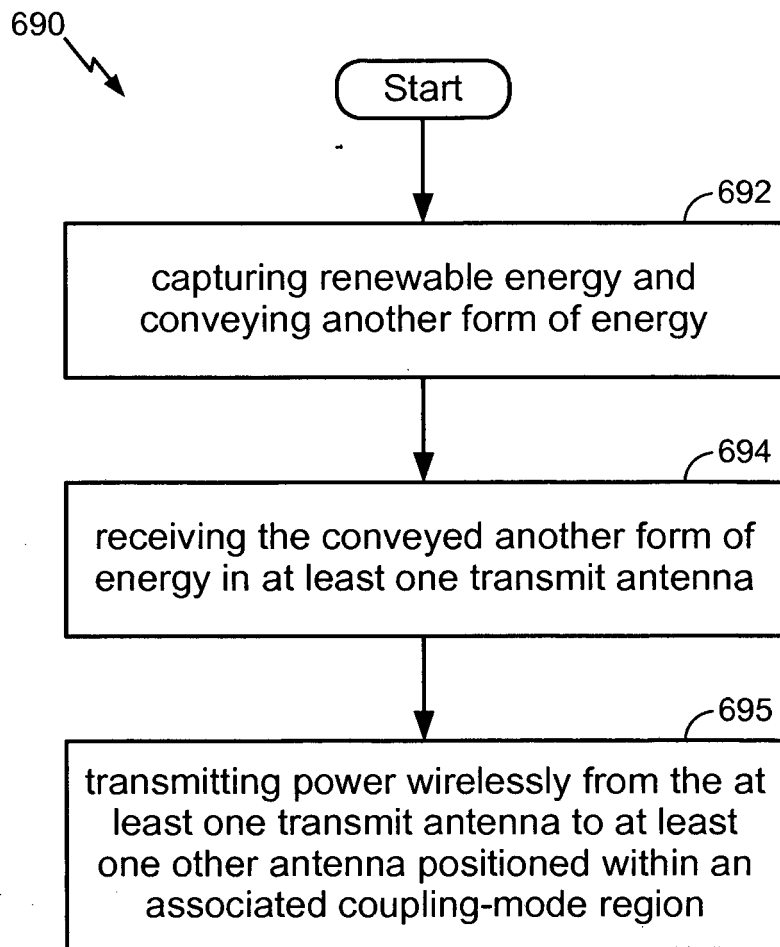 690
Start
692
capturing renewable energy and
conveying another form of energy
694
receiving the conveyed another form of
energy in at least one transmit antenna
695
transmitting power wirelessly from the at
least one transmit antenna to at least
one other antenna positioned within an
associated coupling-mode region